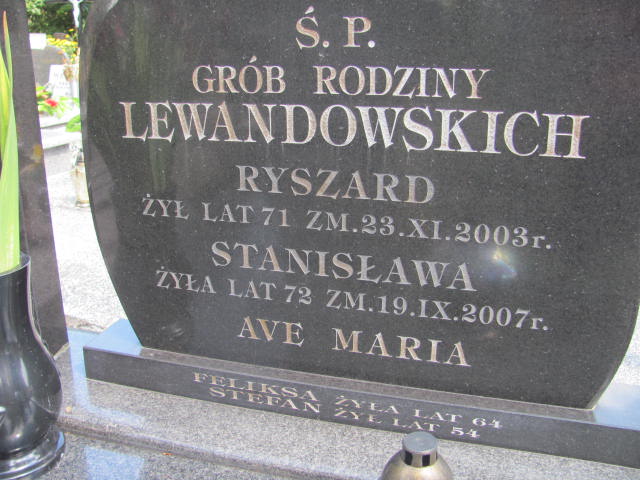 Ś. P.
GRÓB RODZINY
LEWANDOWSKICH
RYSZARD
ŻYŁ LAT 71 ZM.23.XI.2003r.
STANISŁAWA
ŻYŁA LAT 72 ZM.19.IX.2007r.
AVE MARIA
FELIKSA ŻYŁA LAT 64
STEFAN ŻYŁ LAT 54